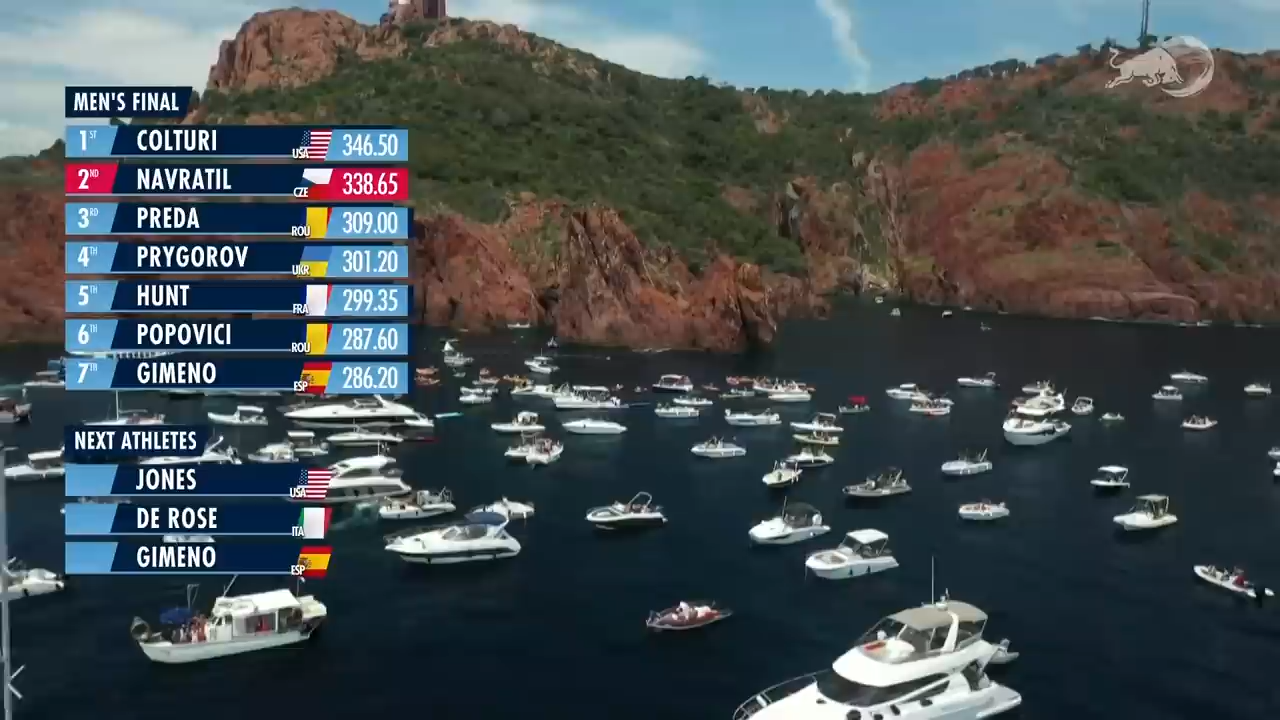 MEN'S FINAL
1ST COLTURI USA 346.50
2ND NAVRATIL CZE 338.65
3RD PREDA ROU 309.00
4TH PRYGOROV UKR 301.20
5TH HUNT FRA 299.35
6TH POPOVICI ROU 287.60
7TH GIMENO ESP 286.20
NEXT ATHLETES
JONES USA
DE ROSE ITA
GIMENO ESP